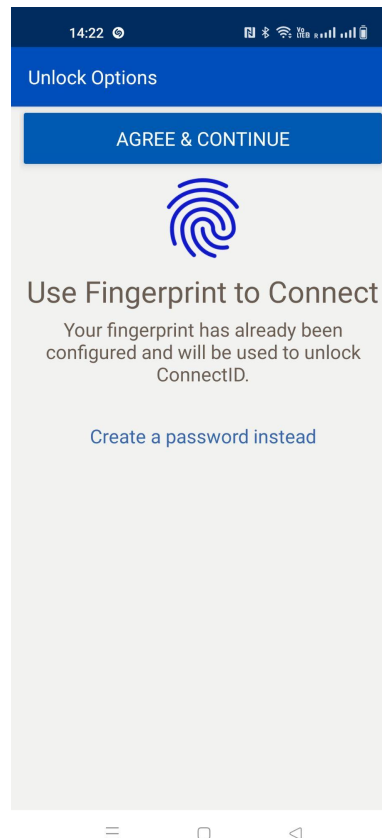 14:22
Unlock Options
AGREE & CONTINUE
Use Fingerprint to Connect
Your fingerprint has already been
configured and will be used to unlock
ConnectID.
Create a password instead